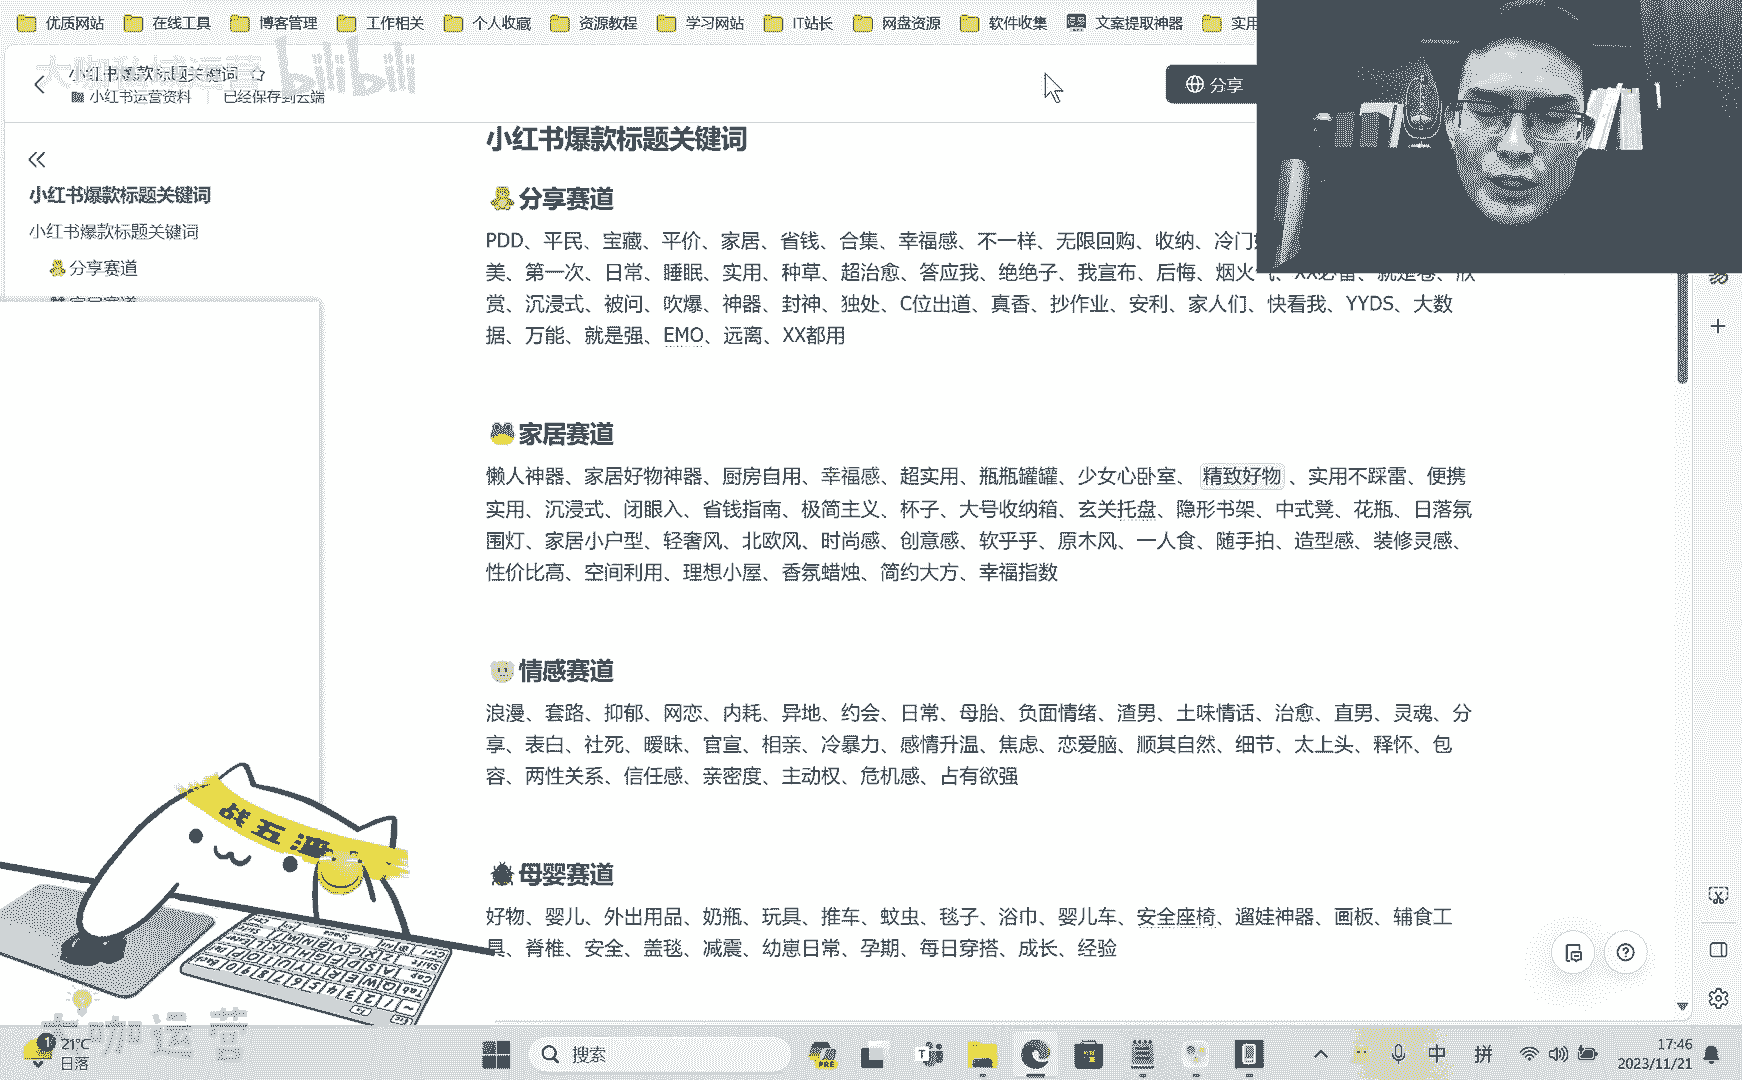 优质网站 在线工具 博客管理 工作相关 个人收藏 资源教程 学习网站 IT站长 网盘资源 软件收集 文案提取神器 实用
小红书爆款标题关键词
小红书运营资料 已经保存到云端
bilibili
分享
小红书爆款标题关键词
小红书爆款标题关键词
分享赛道
家居赛道
小红书爆款标题关键词
分享赛道
PDD、平民、宝藏、平价、家居、省钱、合集、幸福感、不一样、无限回购、收纳、冷门
美、第一次、日常、睡眠、实用、种草、超治愈、答应我、绝绝子、我宣布、后悔、烟火气、XX必备、就是卷、欣
赏、沉浸式、被问、吹爆、神器、封神、独处、C位出道、真香、抄作业、安利、家人们、快看我、YYDS、大数
据、万能、就是强、EMO、远离、XX都用
家居赛道
懒人神器、家居好物神器、厨房自用、幸福感、超实用、瓶瓶罐罐、少女心卧室、 精致好物 、实用不踩雷、便携
实用、沉浸式、闭眼入、省钱指南、极简主义、杯子、大号收纳箱、玄关托盘、隐形书架、中式凳、花瓶、日落氛
围灯、家居小户型、轻奢风、北欧风、时尚感、创意感、软乎乎、原木风、一人食、随手拍、造型感、装修灵感、
性价比高、空间利用、理想小屋、香氛蜡烛、简约大方、幸福指数
情感赛道
浪漫、套路、抑郁、网恋、内耗、异地、约会、日常、母胎、负面情绪、渣男、土味情话、治愈、直男、灵魂、分
享、表白、社死、暧昧、官宣、相亲、冷暴力、感情升温、焦虑、恋爱脑、顺其自然、细节、太上头、释怀、包
容、两性关系、信任感、亲密度、主动权、危机感、占有欲强
母婴赛道
好物、婴儿、外出用品、奶瓶、玩具、推车、蚊虫、毯子、浴巾、婴儿车、安全座椅、遛娃神器、画板、辅食工
具、脊椎、安全、盖毯、减震、幼崽日常、孕期、每日穿搭、成长、经验
战五渣
大咖运营
1
21°C
日落
搜索
PRE
中 拼
17:46
2023/11/21